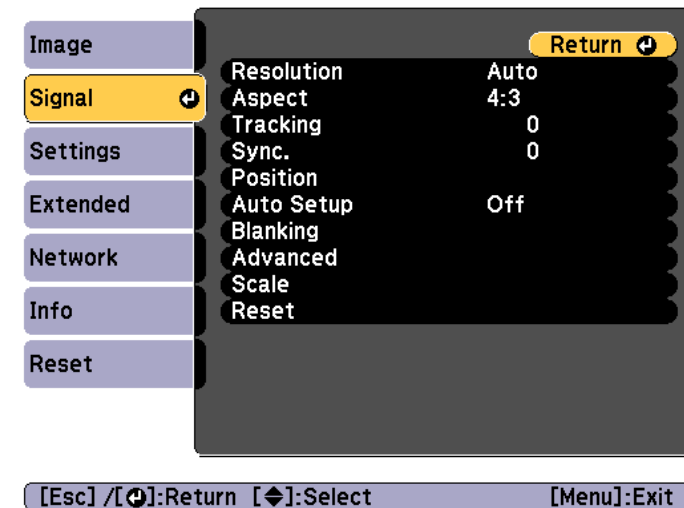 Image
Signal
Settings
Extended
Network
Info
Reset
Return
Resolution Auto
Aspect 4:3
Tracking 0
Sync. 0
Position
Auto Setup Off
Blanking
Advanced
Scale
Reset
[Esc] /[⏎]:Return [◆]:Select [Menu]:Exit